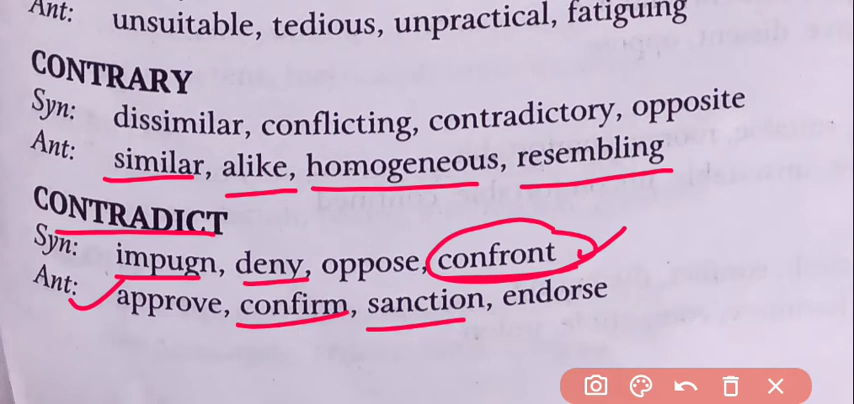 Ant: unsuitable, tedious, unpractical, fatiguing
CONTRARY
Syn: dissimilar, conflicting, contradictory, opposite
Ant: similar, alike, homogeneous, resembling
CONTRADICT
Syn: impugn, deny, oppose, confront
Ant: approve, confirm, sanction, endorse